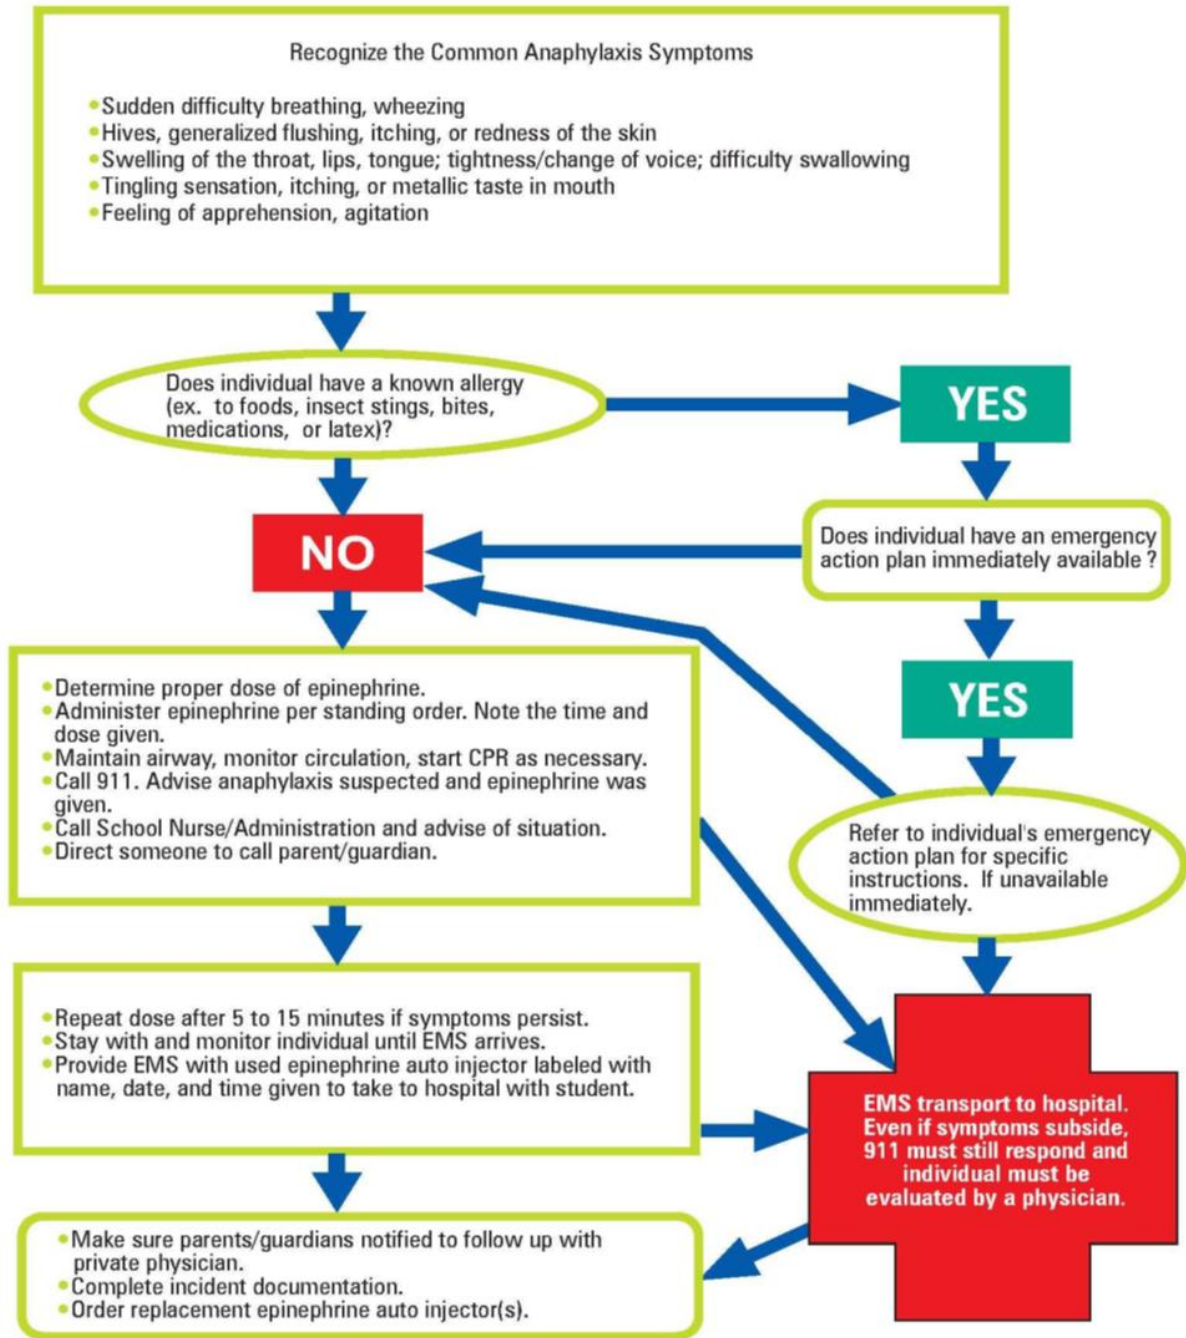 Recognize the Common Anaphylaxis Symptoms
•Sudden difficulty breathing, wheezing
•Hives, generalized flushing, itching, or redness of the skin
•Swelling of the throat, lips, tongue; tightness/change of voice; difficulty swallowing
•Tingling sensation, itching, or metallic taste in mouth
•Feeling of apprehension, agitation
Does individual have a known allergy
(ex. to foods, insect stings, bites,
medications, or latex)?
YES
NO
Does individual have an emergency
action plan immediately available ?
YES
•Determine proper dose of epinephrine.
•Administer epinephrine per standing order. Note the time and
dose given.
•Maintain airway, monitor circulation, start CPR as necessary.
•Call 911. Advise anaphylaxis suspected and epinephrine was
given.
•Call School Nurse/Administration and advise of situation.
•Direct someone to call parent/guardian.
Refer to individual's emergency
action plan for specific
instructions. If unavailable
immediately.
•Repeat dose after 5 to 15 minutes if symptoms persist.
•Stay with and monitor individual until EMS arrives.
•Provide EMS with used epinephrine auto injector labeled with
name, date, and time given to take to hospital with student.
EMS transport to hospital.
Even if symptoms subside,
911 must still respond and
individual must be
evaluated by a physician.
•Make sure parents/guardians notified to follow up with
private physician.
•Complete incident documentation.
•Order replacement epinephrine auto injector(s).